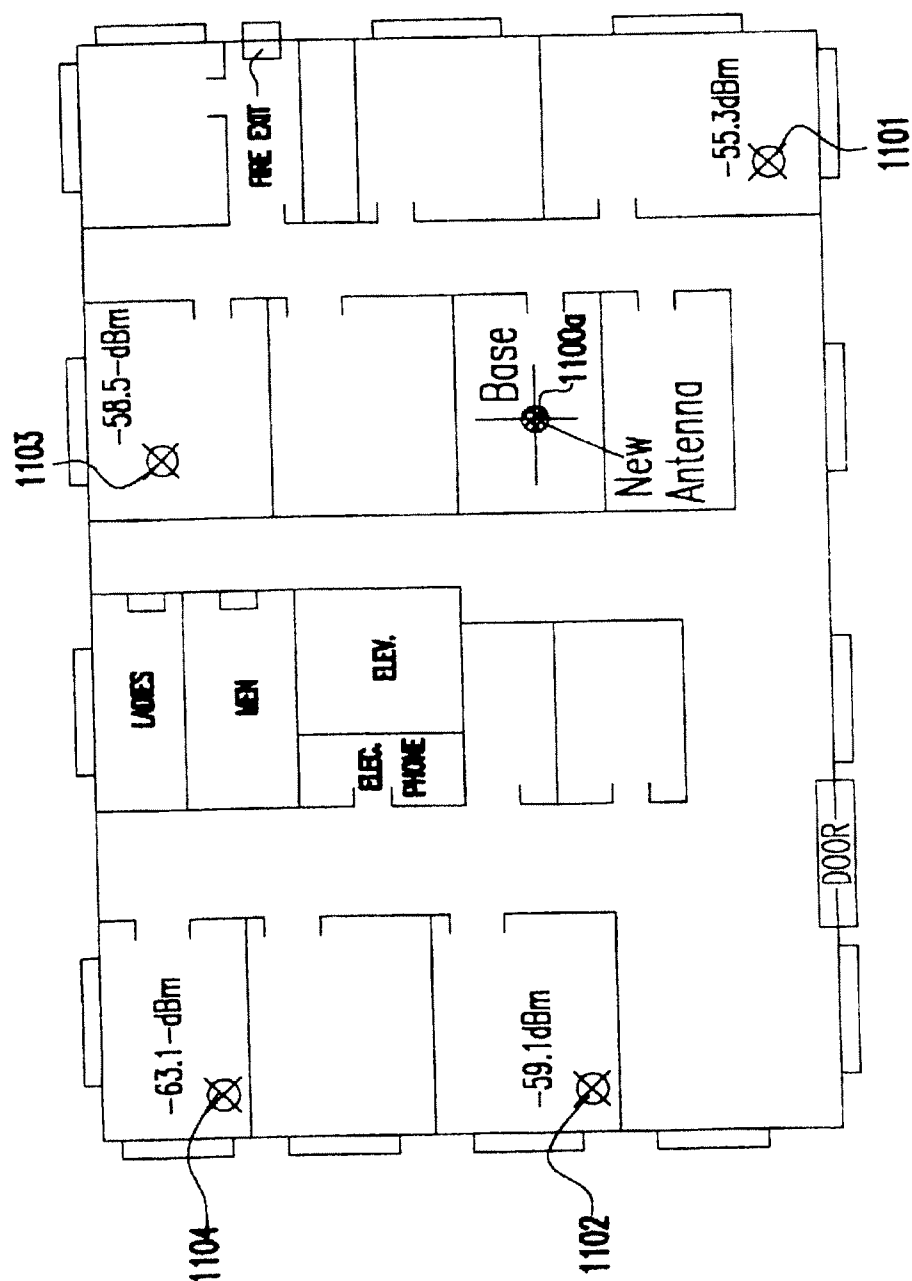 1104
1102
-63.1-dBm
-59.1dBm
DOOR
LADIES
MEN
ELEC.
PHONE
ELEV.
1103
-58.5-dBm
Base
1100a
New
Antenna
FIRE EXIT
-55.3dBm
1101